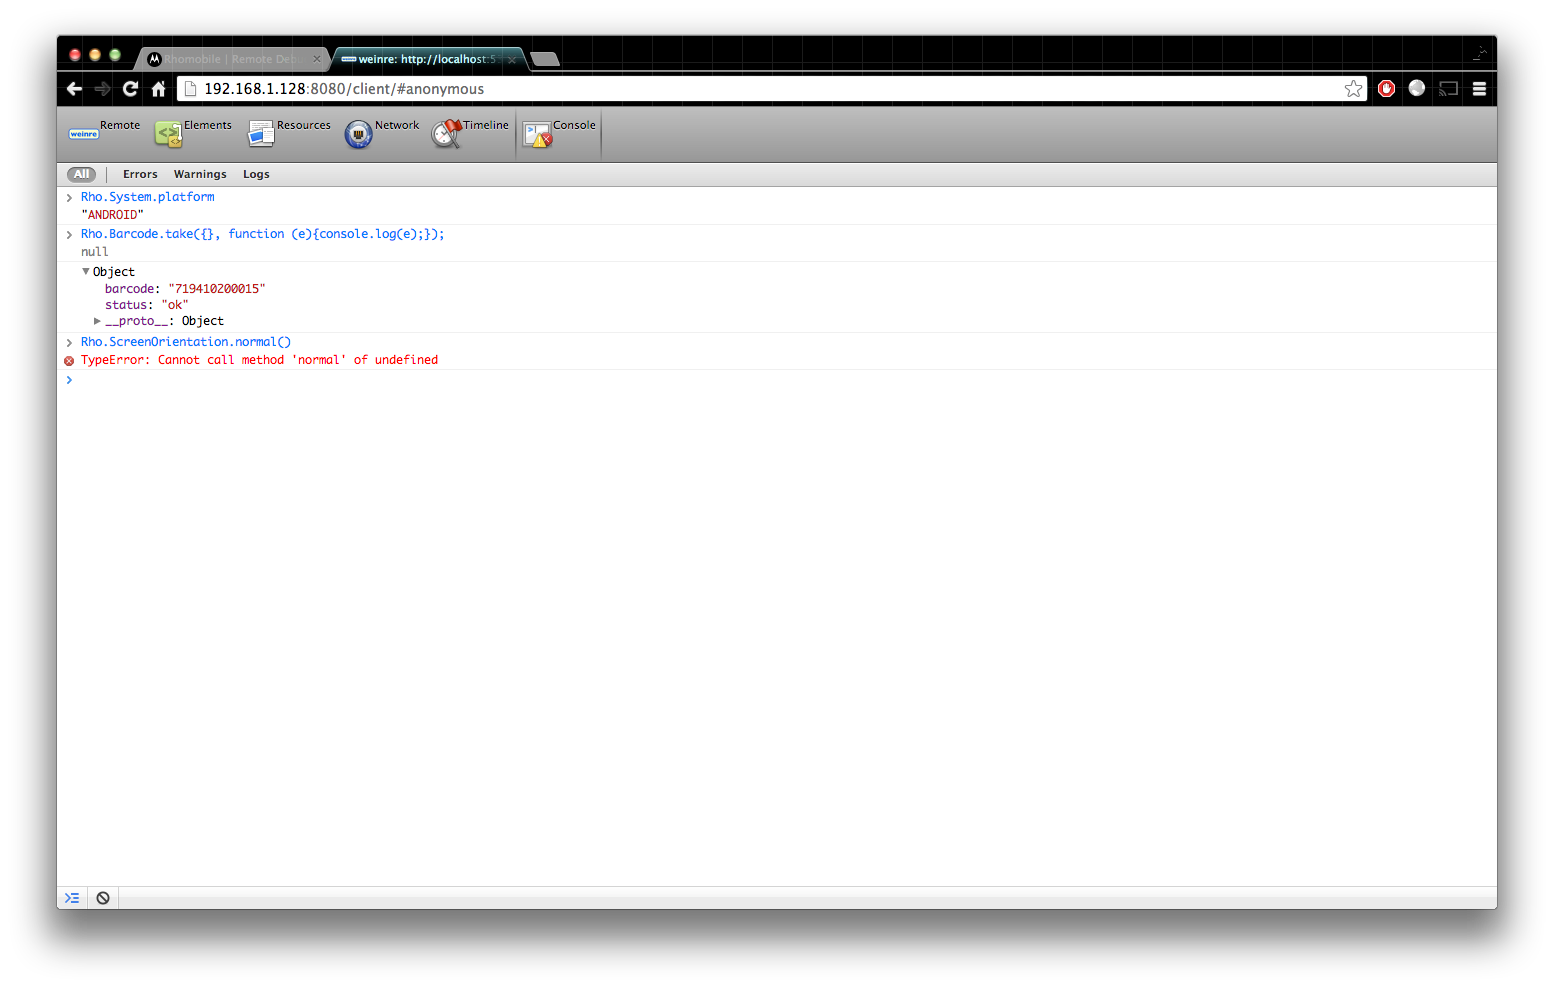 Rhomobile | Remote Deb
weinre: http://localhost:5
192.168.1.128:8080/client/#anonymous
weinre Remote Elements Resources Network Timeline Console
All Errors Warnings Logs
Rho.System.platform
"ANDROID"
Rho.Barcode.take({}, function (e){console.log(e);});
null
Object
barcode: "719410200015"
status: "ok"
__proto__: Object
Rho.ScreenOrientation.normal()
TypeError: Cannot call method 'normal' of undefined